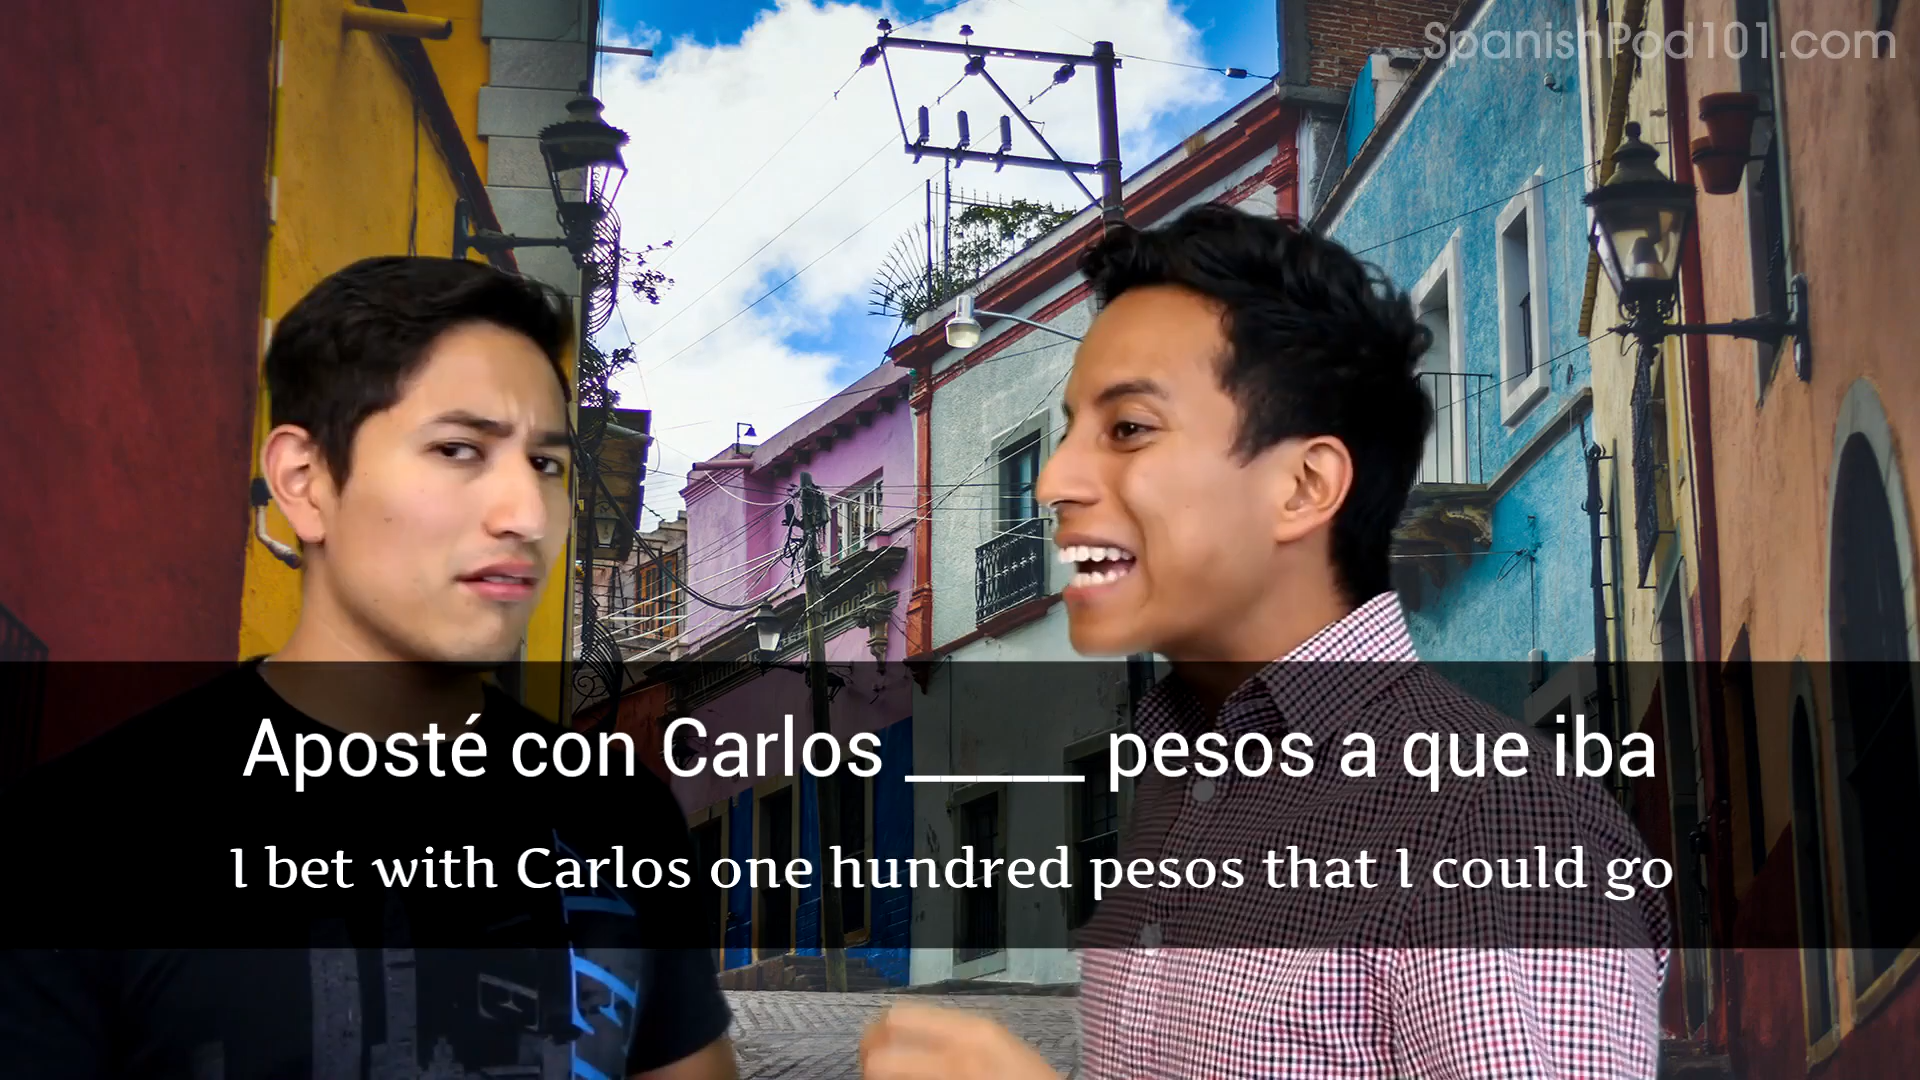 SpanishPod101.com
Aposté con Carlos _____ pesos a que iba
I bet with Carlos one hundred pesos that I could go